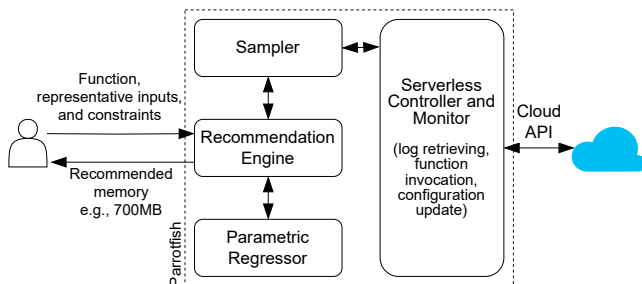 Sampler
Function,
representative inputs,
and constraints
Recommendation
Engine
Recommended
memory
e.g., 700MB
Parametric
Regressor
Parrotfish
Serverless
Controller and
Monitor
(log retrieving,
function
invocation,
configuration
update)
Cloud
API